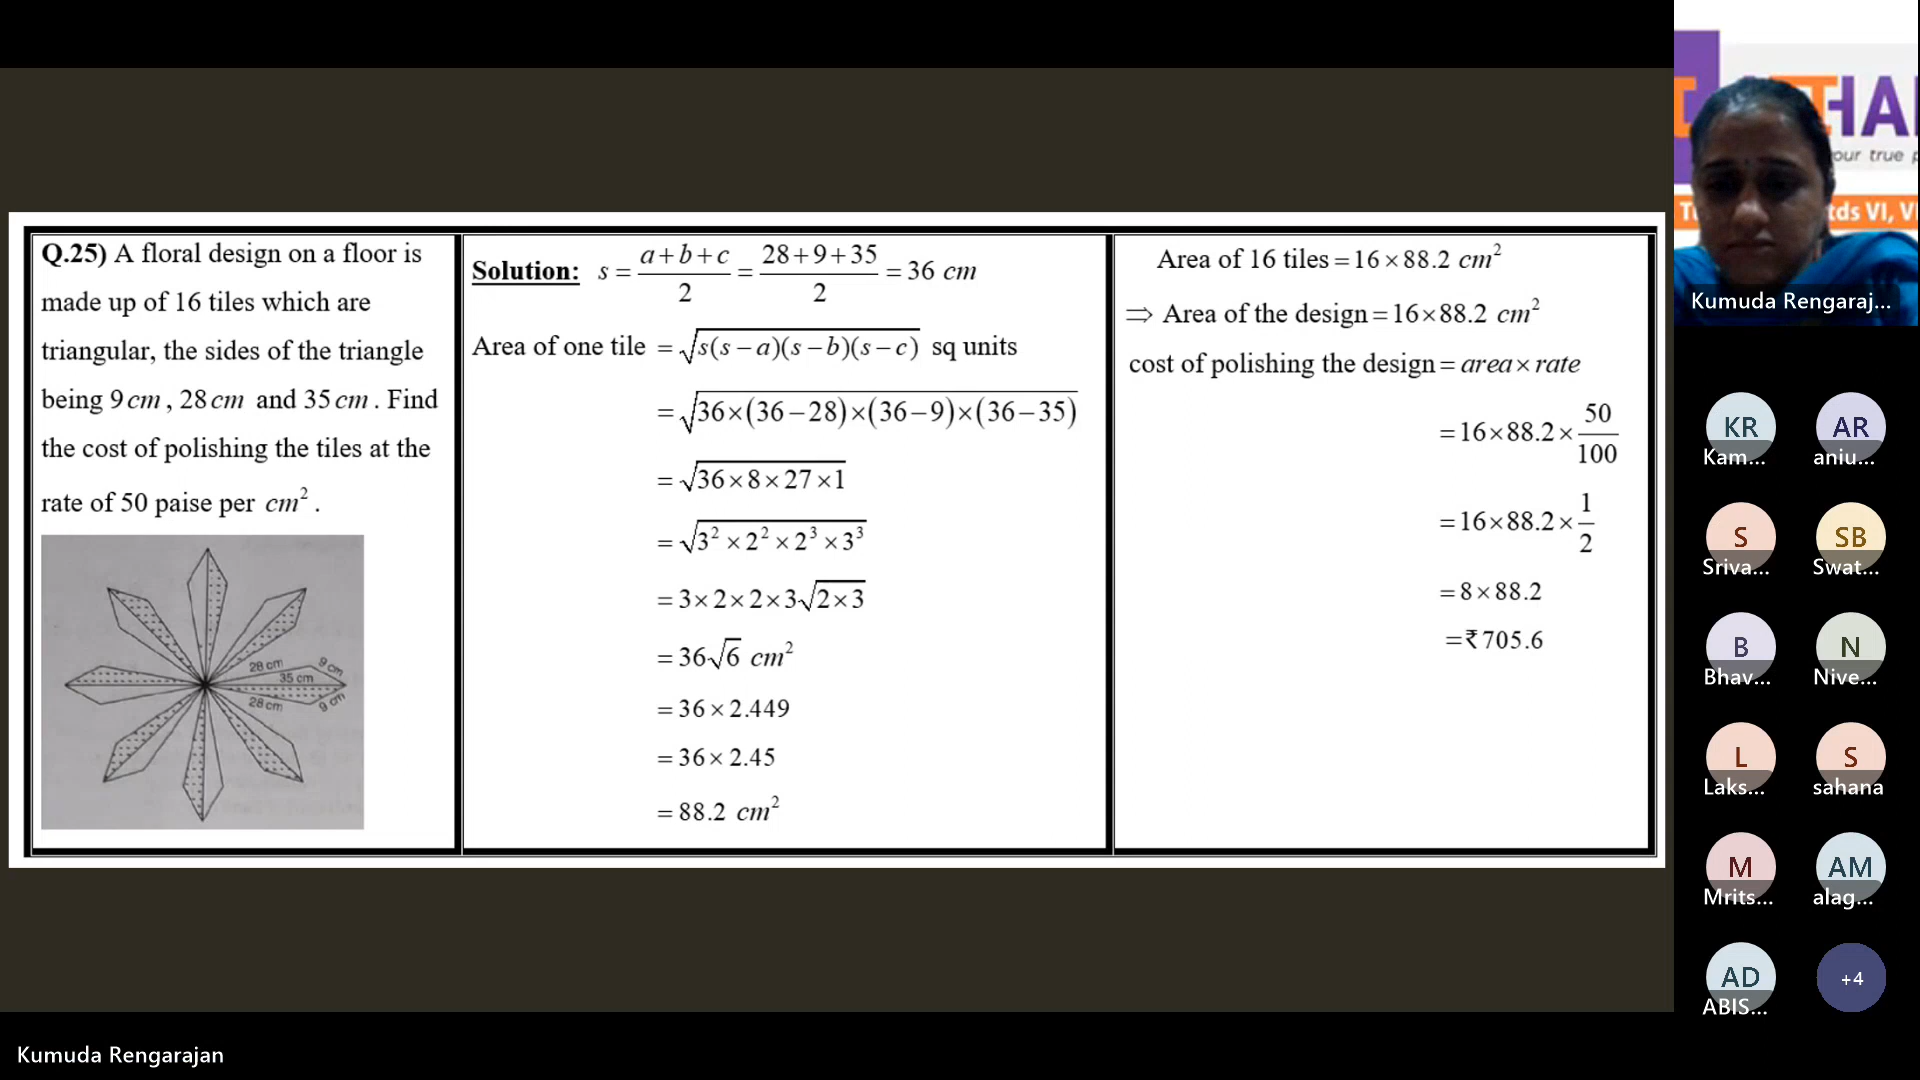 Q.25) A floral design on a floor is
made up of 16 tiles which are
triangular, the sides of the triangle
being 9 cm , 28 cm and 35 cm . Find
the cost of polishing the tiles at the
rate of 50 paise per cm² .
28 cm
9 cm
35 cm
28 cm
9 cm
Solution: s = (a+b+c)/2 = (28+9+35)/2 = 36 cm
Area of one tile = √(s(s−a)(s−b)(s−c)) sq units
= √(36×(36−28)×(36−9)×(36−35))
= √(36×8×27×1)
= √(3²×2²×2³×3³)
= 3×2×2×3√(2×3)
= 36√6 cm²
= 36×2.449
= 36×2.45
= 88.2 cm²
Area of 16 tiles = 16×88.2 cm²
⇒ Area of the design = 16×88.2 cm²
cost of polishing the design = area×rate
= 16×88.2×50/100
= 16×88.2×1/2
= 8×88.2
= ₹ 705.6
HA
our true p
tds VI, V
Kumuda Rengaraj...
KR
Kam...
AR
aniu...
S
Sriva...
SB
Swat...
B
Bhav...
N
Nive...
L
Laks...
S
sahana
M
Mrits...
AM
alag...
AD
ABIS...
+4
Kumuda Rengarajan